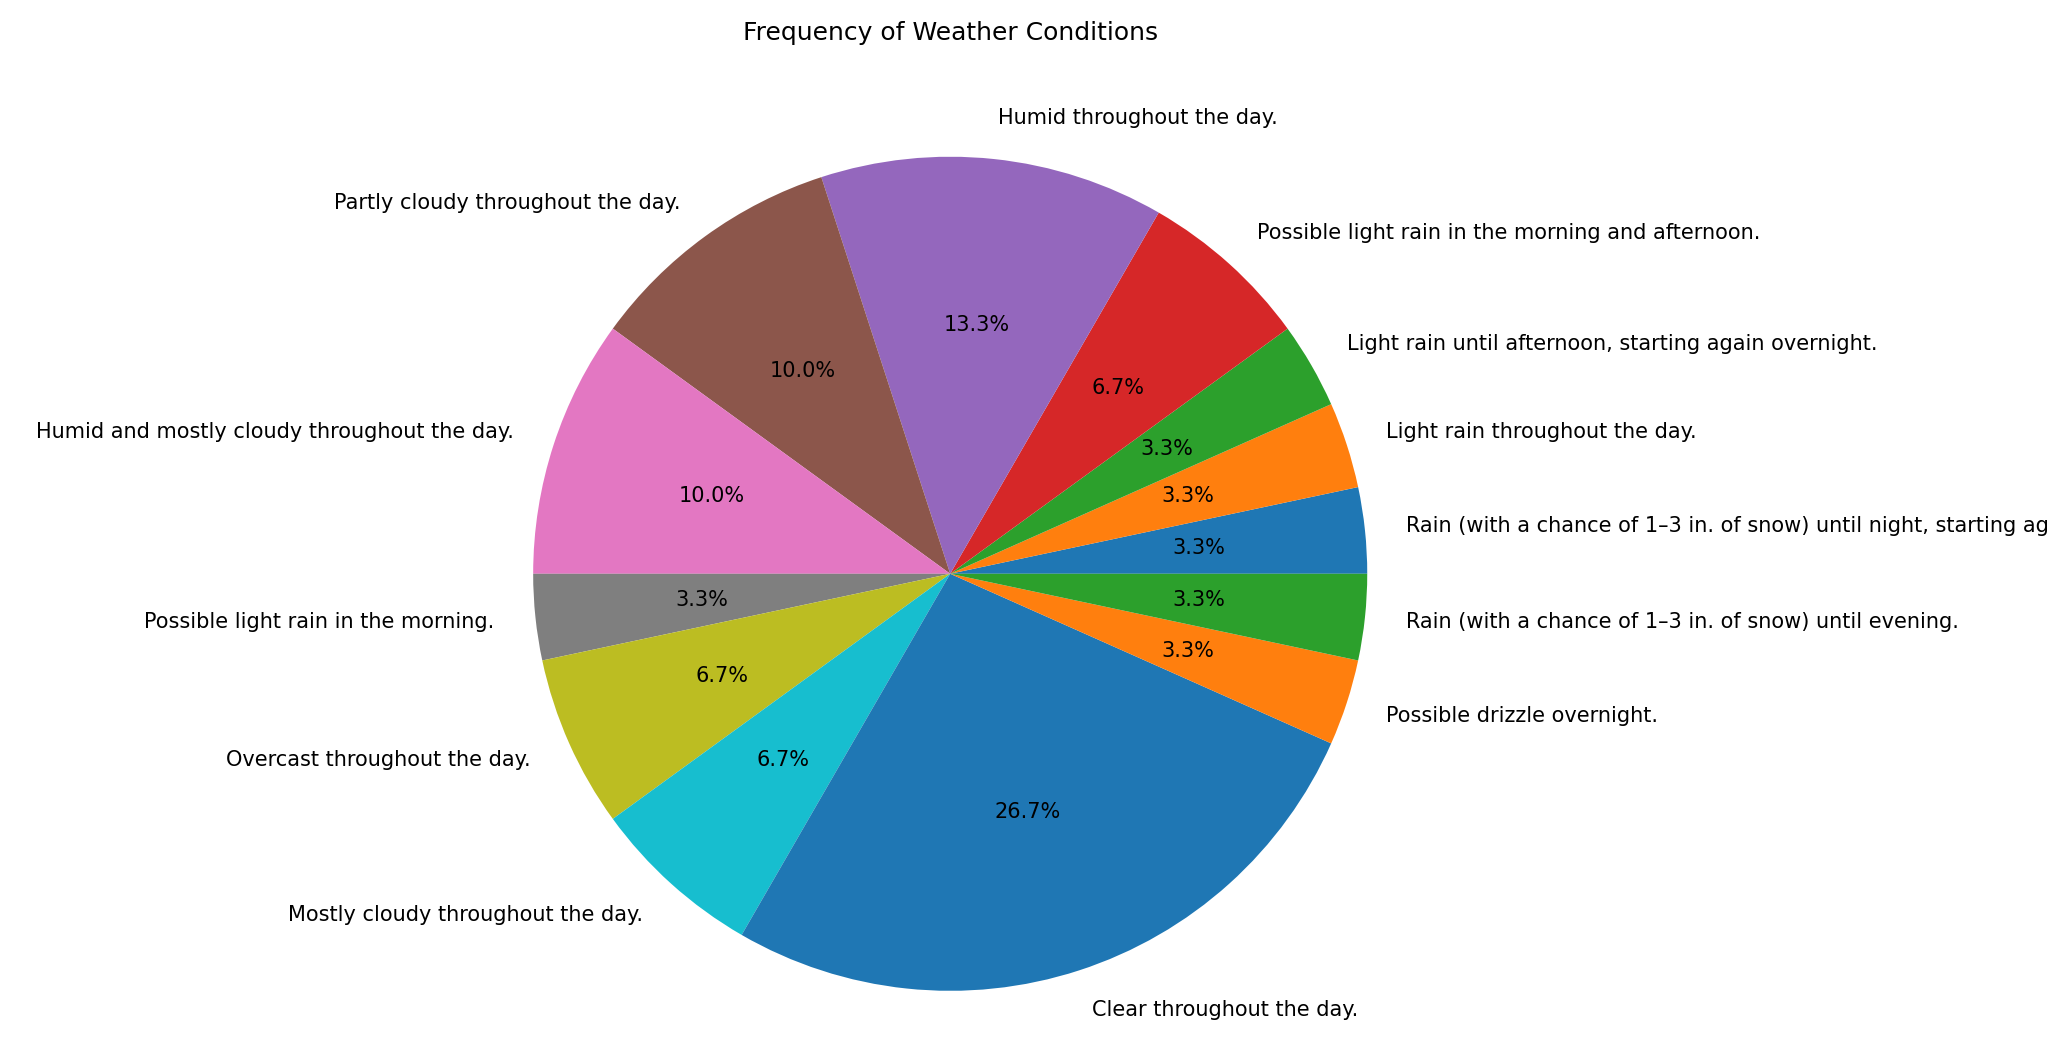 Frequency of Weather Conditions
Humid throughout the day.
Partly cloudy throughout the day.
Possible light rain in the morning and afternoon.
13.3%
Light rain until afternoon, starting again overnight.
10.0%
6.7%
Humid and mostly cloudy throughout the day.
Light rain throughout the day.
3.3%
10.0%
3.3%
Rain (with a chance of 1–3 in. of snow) until night, starting
3.3%
3.3%
3.3%
Possible light rain in the morning.
Rain (with a chance of 1–3 in. of snow) until evening.
3.3%
6.7%
Possible drizzle overnight.
Overcast throughout the day.
6.7%
26.7%
Mostly cloudy throughout the day.
Clear throughout the day.